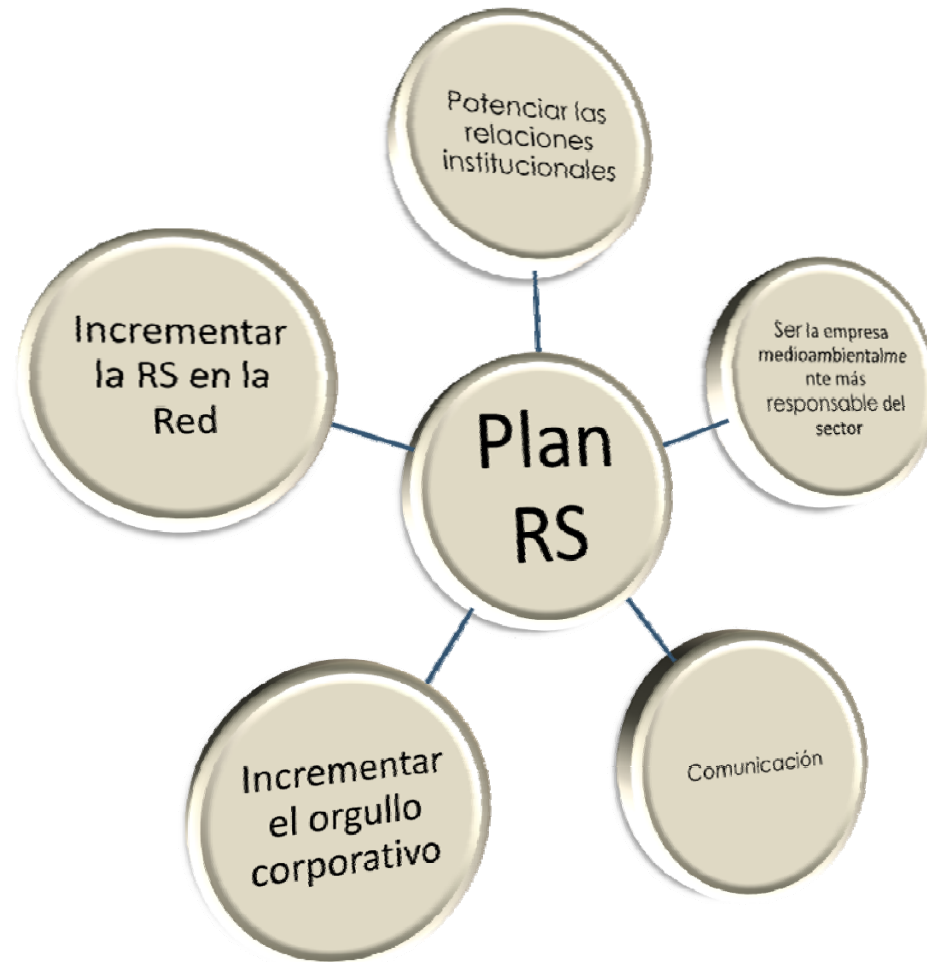 Potenciar las
relaciones
institucionales
Incrementar
la RS en la
Red
Ser la empresa
medioambientalme
nte más
responsable del
sector
Plan
RS
Incrementar
el orgullo
corporativo
Comunicación